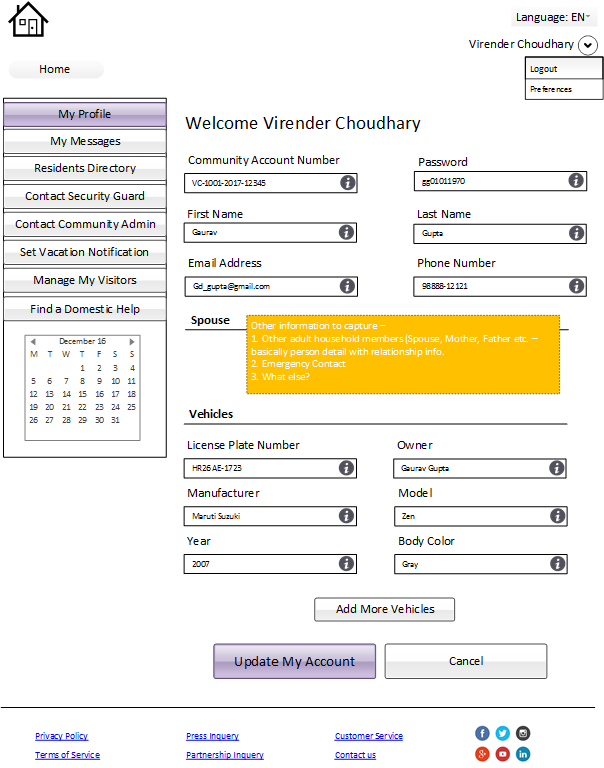 Language: EN
Virender Choudhary
Home
Logout
Preferences
My Profile
My Messages
Residents Directory
Contact Security Guard
Contact Community Admin
Set Vacation Notification
Manage My Visitors
Find a Domestic Help
December 16
M T W T F S S
1 2 3 4
5 6 7 8 9 10 11
12 13 14 15 16 17 18
19 20 21 22 23 24 25
26 27 28 29 30 31
Welcome Virender Choudhary
Community Account Number
Password
VC-1001-2017-12345
gg01011970
First Name
Last Name
Gaurav
Gupta
Email Address
Phone Number
Gd_gupta@gmail.com
98888-12121
Spouse
Other information to capture –
1. Other adult household members (Spouse, Mother, Father etc. –
basically person detail with relationship info.
2. Emergency Contact
3. What else?
Vehicles
License Plate Number
Owner
HR26 AE-1723
Gaurav Gupta
Manufacturer
Model
Maruti Suzuki
Zen
Year
Body Color
2007
Gray
Add More Vehicles
Update My Account
Cancel
Privacy Policy
Press Inquery
Customer Service
Terms of Service
Partnership Inquery
Contact us